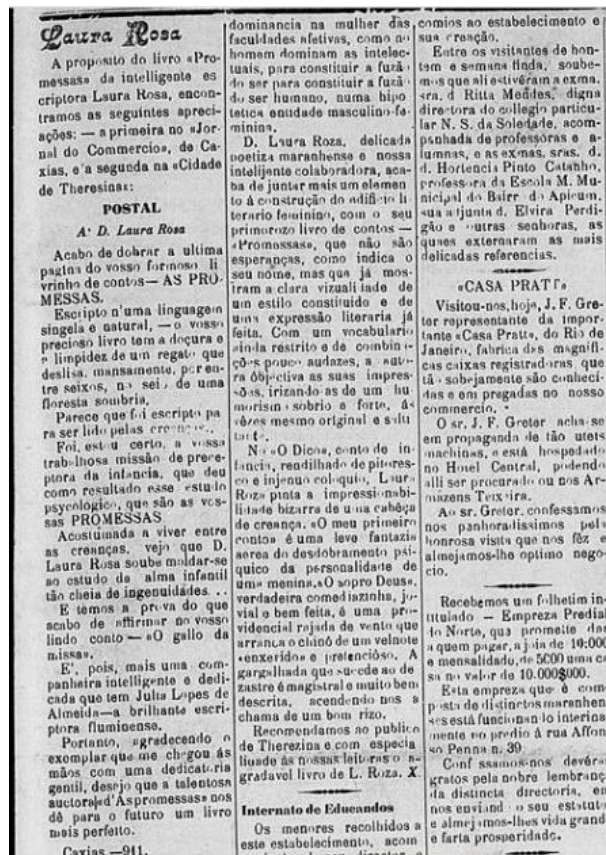 Laura Rosa
A proposito do livro «Pro-
messas» da intelligente es
criptora Laura Rosa, encon-
tramos as seguintes apreci-
ações: — a primeira no «Jor-
nal do Commercio», de Ca-
xias, e a segunda na «Cidade
de Theresina»:
POSTAL
A' D. Laura Rosa
Acabo de dobrar a ultima
pagina do vosso formoso li
vrinho de contos— AS PRO-
MESSAS.
Escripto n'uma linguagem
singela e natural, — o vosso
precioso livro tem a doçura e
a limpidez de um regato que
deslisa, mansamente, por en-
tre seixos, no seio de uma
floresta sombria.
Parece que foi escripto pa
ra ser lido pelas creanças..
Foi, estou certo, a vossa
trabalhosa missão de prece-
ptora da infancia, que deu
como resultado esse estudo
psycologico, que são as vos-
sas PROMESSAS
Acostumada a viver entre
as creanças, vejo que D.
Laura Rosa soube moldar-se
ao estudo da alma infantil
tão cheia de ingenuidades. ..
E temos a prova do que
acabo de affirmar no vosso
lindo conto — «O gallo da
missa».
E', pois, mais uma com-
panheira intelligente e dedi-
cada que tem Julia Lopes de
Almeida—a brilhante escri-
ptora fluminense.
Portanto, agradecendo o
exemplar que me chegou ás
mãos com uma dedicatoria
gentil, desejo que a talentosa
auctora d'As promessas nos
dê para o futuro um livro
mais perfeito.
Caxias —911.
dominancia na mulher das
faculdades afetivas, como no
homem dominam as intelec-
tuais, para constituir a fuzã
do ser para constituir a fuzã
do ser humano, numa hipo
tetica entidade masculino-fe-
minina.
D. Laura Roza, delicada
poetiza maranhense e nossa
intelijente colaboradora, aca-
ba de juntar mais um elemen
to á construção do adificio li
terario feminino, com o seu
primorozo livro de contos —
«Promossas», que não são
esperanças, como indica o
seu nome, mas que já mos-
tram a clara vizualidade de
um estilo constituido e de
uma expressão literaria já
feita. Com um vocabulario
ainda restrito e de combina-
ções pouco audazes, a auto-
ra objectiva as suas impres-
sões, irizando-as de um hu-
morismo sobrio e forte, ás
vêzes mesmo original e salu
tar.
No «O Dico», conto de in-
fancia, rendilhado de pitores-
co e injenuo coloquio, Laura
Roza pinta a impressionabi-
lidade bizarra de uma cabêça
de creança. «O meu primeiro
conto» é uma leve fantazia
aerea do desdobramento psi-
quico da personalidade de
uma menina. «O sopro Deus»,
verdadeira comediazinha, jo-
vial e bem feita, é uma pro-
videncial rajada de vento que
arranca o chinó de um velhote
«enxerido» e pretencioso. A
gargalhada que sucede ao de
zastre é magistral e muito bem
descrita, acendendo nos a
chama de um bom rizo.
Recomendamos ao publico
de Therezina e com especia
lidade ás nossas leitoras o a-
gradavel livro de L. Roza. X.
Internato de Educandos
Os menores recolhidos a
este estabelecimento, acom
comios ao estabelecimento e
sua creação.
Entre os visitantes de hon-
tem e semana finda, soube-
mos que ali estivéram a exma.
sra. d Ritta Mendes, digna
directora do collegio particu-
lar N. S. da Soledade, acom-
panhada de professoras e a-
lumnas, e as exmas. sras. d.
d. Hortencia Pinto Catanho,
professora da Escola M. Mu-
nicipal do Bairro do Apicum,
sua adjunta d. Elvira Perdi-
gão e outras senhoras, as
quaes externaram as mais
delicadas referencias.
«CASA PRATT»
Visitou-nos, hoje, J. F. Gre-
ter representante da impor-
tante «Casa Pratt», do Rio de
Janeiro, fabrica das magnifi-
cas caixas registradoras, que
tão sobejamente são conheci-
das e em pregadas no nosso
commercio.
O sr. J. F. Greter acha-se
em propaganda de tão uteis
machinas, e está hospedado
no Hotel Central, podendo
alli ser procurado ou nos Ar-
mazens Teixeira.
Ao sr. Greter, confessamos
nos panhoradissimos pela
honrosa visita que nos fêz e
almejamos-lhe optimo nego-
cio.
Recebemos um folhetim in-
titulado — Empreza Predial
do Norte, que promette dar
a quem pagar, a joia de 10:000
e mensalidade, de 5000 uma ca
sa no valor de 10.000$000.
Esta empreza que é com
posta de distinctos maranhen
ses está funcionando interina
mente no predio á rua Affon
so Penna n. 39.
Confessamos-nos devéra
gratos pela nobre lembranç
da distincta directoria, em
nos enviando o seu estatuto
e almejamos-lhes vida grand
e farta prosperidade.